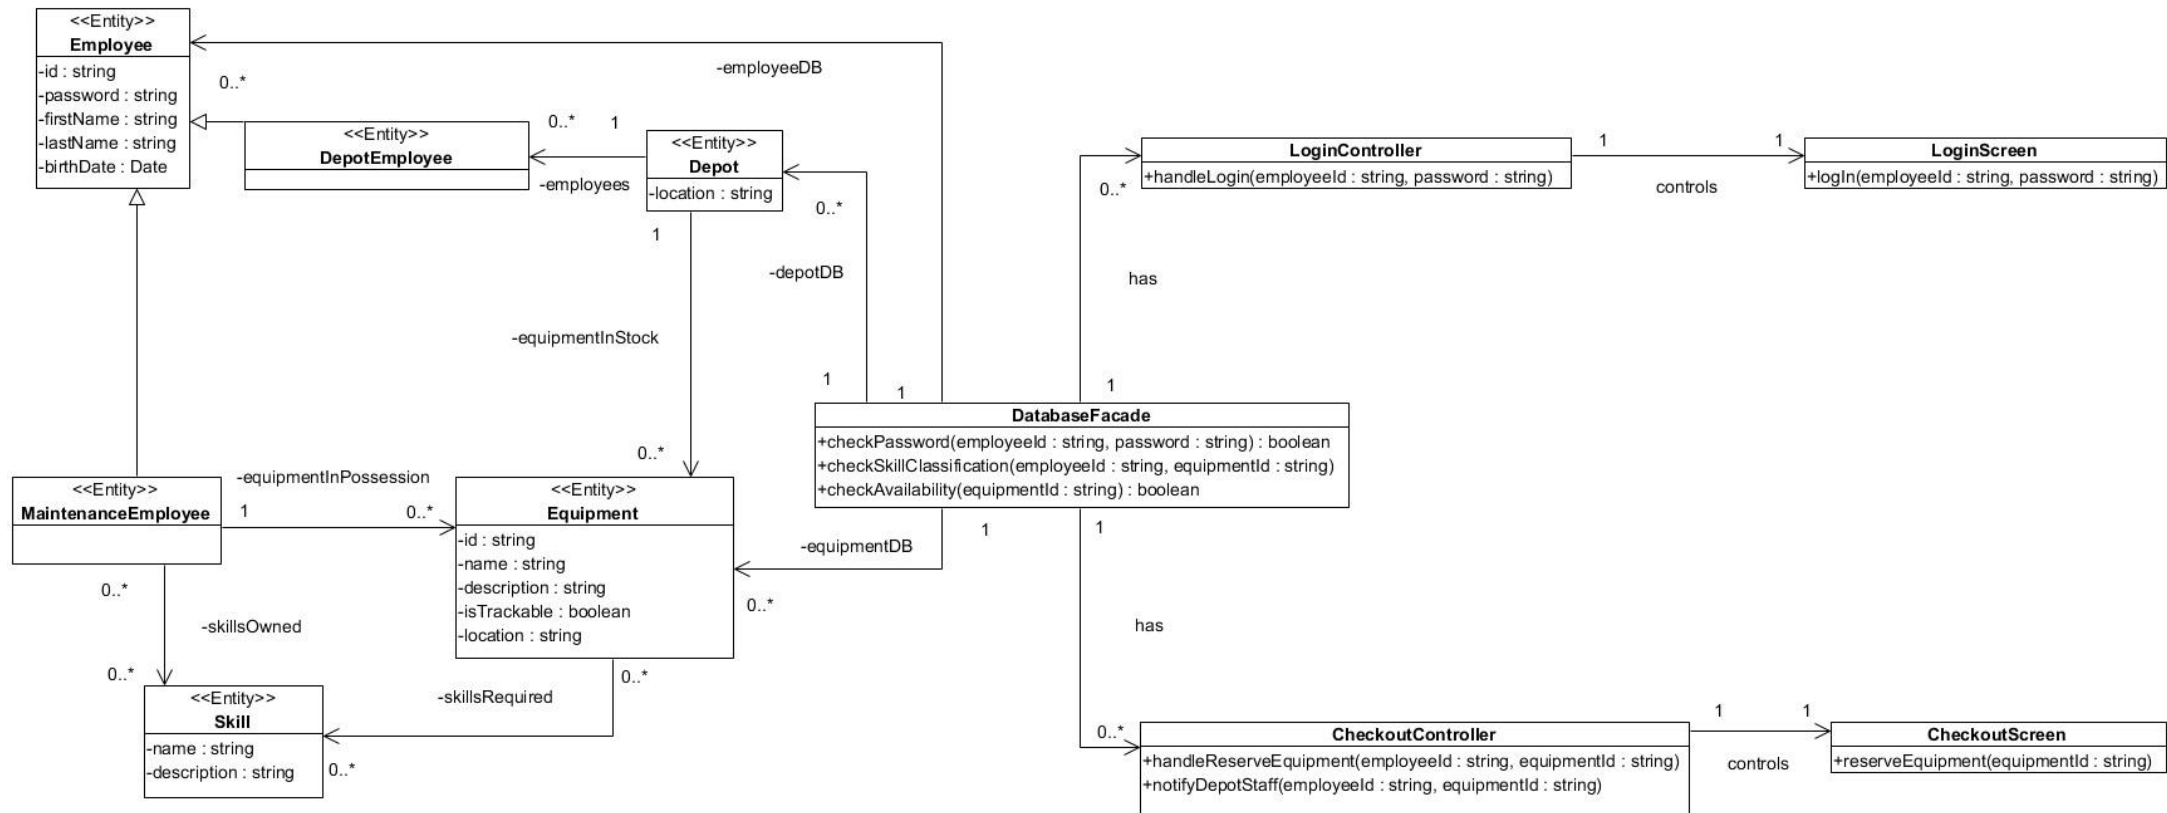 <<Entity>>
Employee
-id : string
-password : string
-firstName : string
-lastName : string
-birthDate : Date
0..*
-employeeDB
<<Entity>>
DepotEmployee
0..*
1
-employees
<<Entity>>
Depot
-location : string
0..*
1
-depotDB
-equipmentInStock
LoginController
+handleLogin(employeeId : string, password : string)
0..*
1
1
controls
LoginScreen
+logIn(employeeId : string, password : string)
has
1
1
1
DatabaseFacade
+checkPassword(employeeId : string, password : string) : boolean
+checkSkillClassification(employeeId : string, equipmentId : string)
+checkAvailability(equipmentId : string) : boolean
0..*
<<Entity>>
MaintenanceEmployee
-equipmentInPossession
1
0..*
<<Entity>>
Equipment
-id : string
-name : string
-description : string
-isTrackable : boolean
-location : string
1
1
-equipmentDB
0..*
0..*
-skillsOwned
0..*
has
0..*
-skillsRequired
<<Entity>>
Skill
-name : string
-description : string
0..*
0..*
CheckoutController
+handleReserveEquipment(employeeId : string, equipmentId : string)
+notifyDepotStaff(employeeId : string, equipmentId : string)
1
1
controls
CheckoutScreen
+reserveEquipment(equipmentId : string)